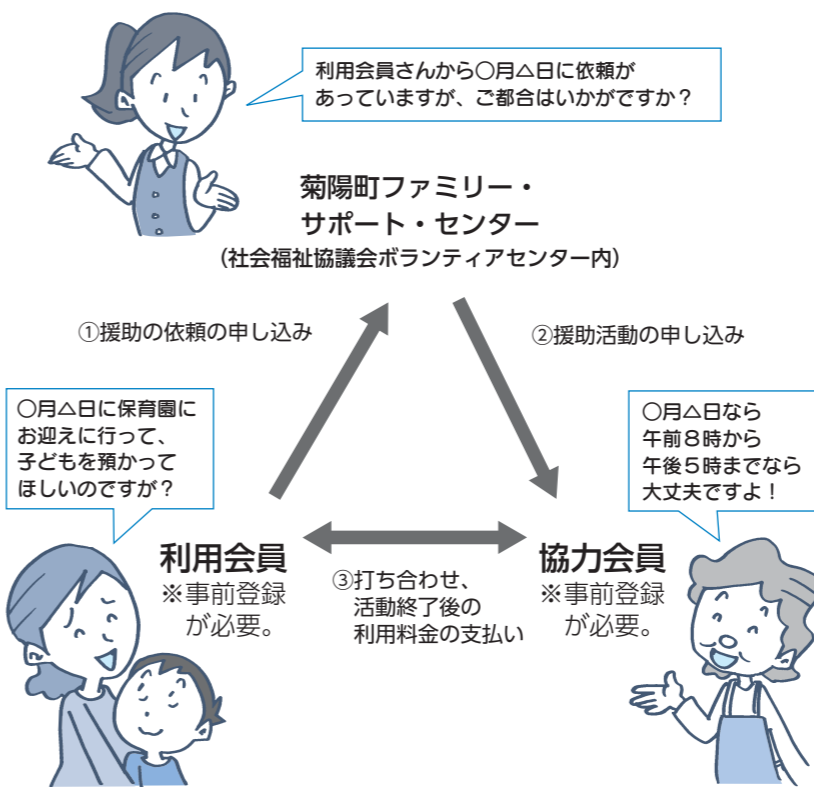 利用会員さんから〇月△日に依頼が
あっていますが、ご都合はいかがですか？
菊陽町ファミリー・
サポート・センター
（社会福祉協議会ボランティアセンター内）
①援助の依頼の申し込み
②援助活動の申し込み
〇月△日に保育園に
お迎えに行って、
子どもを預かって
ほしいのですが？
〇月△日なら
午前８時から
午後５時までなら
大丈夫ですよ！
利用会員
※事前登録
が必要。
③打ち合わせ、
活動終了後の
利用料金の支払い
協力会員
※事前登録
が必要。